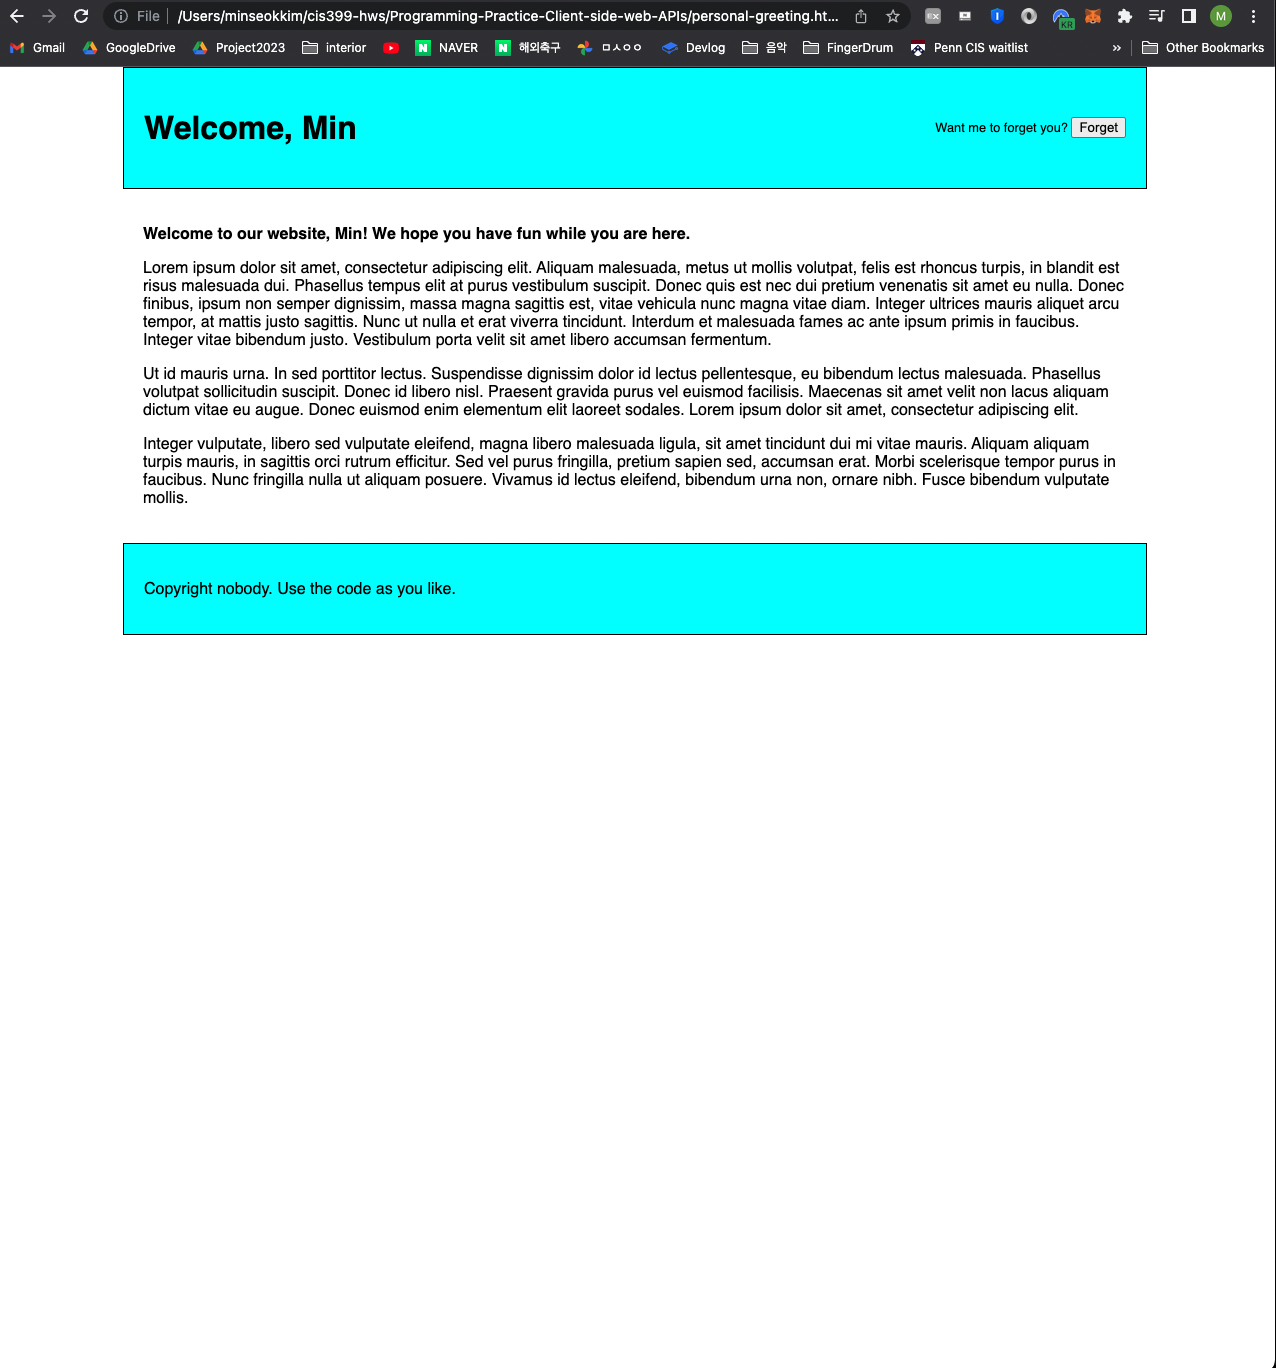 File /Users/minseokkim/cis399-hws/Programming-Practice-Client-side-web-APIs/personal-greeting.ht... EX KR M
Gmail GoogleDrive Project2023 interior N NAVER N 해외축구 ㅁㅅㅇㅇ Devlog 음악 FingerDrum Penn CIS waitlist » Other Bookmarks
Welcome, Min
Want me to forget you? Forget
Welcome to our website, Min! We hope you have fun while you are here.
Lorem ipsum dolor sit amet, consectetur adipiscing elit. Aliquam malesuada, metus ut mollis volutpat, felis est rhoncus turpis, in blandit est
risus malesuada dui. Phasellus tempus elit at purus vestibulum suscipit. Donec quis est nec dui pretium venenatis sit amet eu nulla. Donec
finibus, ipsum non semper dignissim, massa magna sagittis est, vitae vehicula nunc magna vitae diam. Integer ultrices mauris aliquet arcu
tempor, at mattis justo sagittis. Nunc ut nulla et erat viverra tincidunt. Interdum et malesuada fames ac ante ipsum primis in faucibus.
Integer vitae bibendum justo. Vestibulum porta velit sit amet libero accumsan fermentum.
Ut id mauris urna. In sed porttitor lectus. Suspendisse dignissim dolor id lectus pellentesque, eu bibendum lectus malesuada. Phasellus
volutpat sollicitudin suscipit. Donec id libero nisl. Praesent gravida purus vel euismod facilisis. Maecenas sit amet velit non lacus aliquam
dictum vitae eu augue. Donec euismod enim elementum elit laoreet sodales. Lorem ipsum dolor sit amet, consectetur adipiscing elit.
Integer vulputate, libero sed vulputate eleifend, magna libero malesuada ligula, sit amet tincidunt dui mi vitae mauris. Aliquam aliquam
turpis mauris, in sagittis orci rutrum efficitur. Sed vel purus fringilla, pretium sapien sed, accumsan erat. Morbi scelerisque tempor purus in
faucibus. Nunc fringilla nulla ut aliquam posuere. Vivamus id lectus eleifend, bibendum urna non, ornare nibh. Fusce bibendum vulputate
mollis.
Copyright nobody. Use the code as you like.